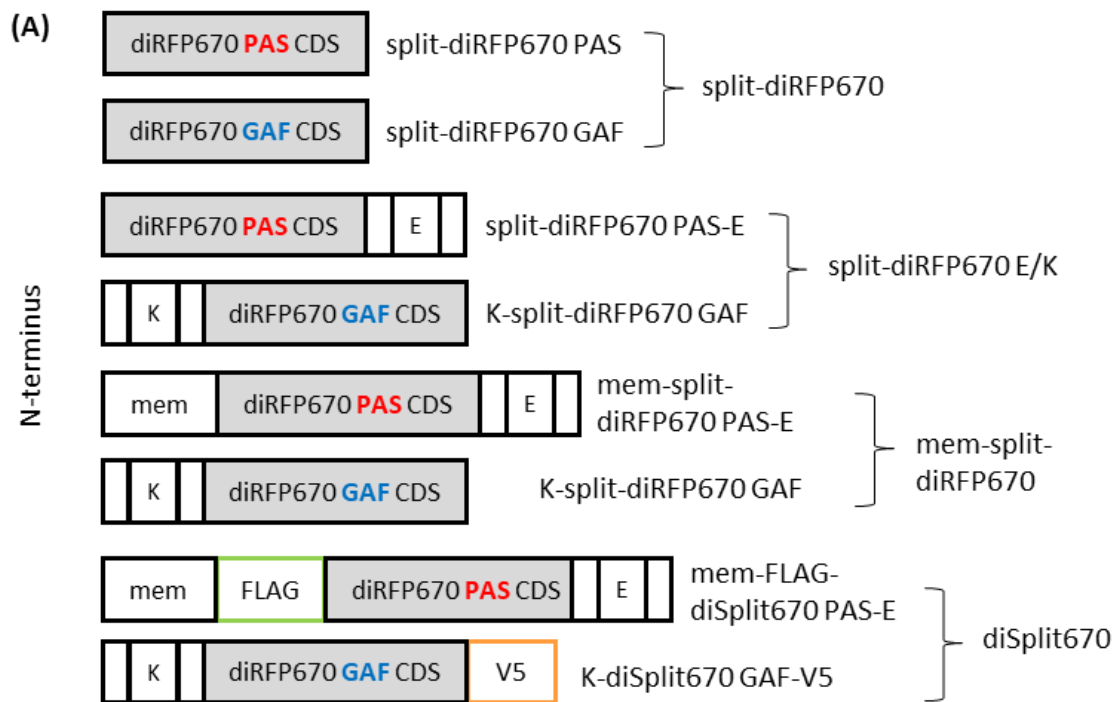 (A)
N-terminus
diRFP670 PAS CDS
split-diRFP670 PAS
diRFP670 GAF CDS
split-diRFP670 GAF
split-diRFP670
diRFP670 PAS CDS
E
split-diRFP670 PAS-E
K
diRFP670 GAF CDS
K-split-diRFP670 GAF
split-diRFP670 E/K
mem
diRFP670 PAS CDS
E
mem-split-
diRFP670 PAS-E
K
diRFP670 GAF CDS
K-split-diRFP670 GAF
mem-split-
diRFP670
mem
FLAG
diRFP670 PAS CDS
E
mem-FLAG-
diSplit670 PAS-E
K
diRFP670 GAF CDS
V5
K-diSplit670 GAF-V5
diSplit670